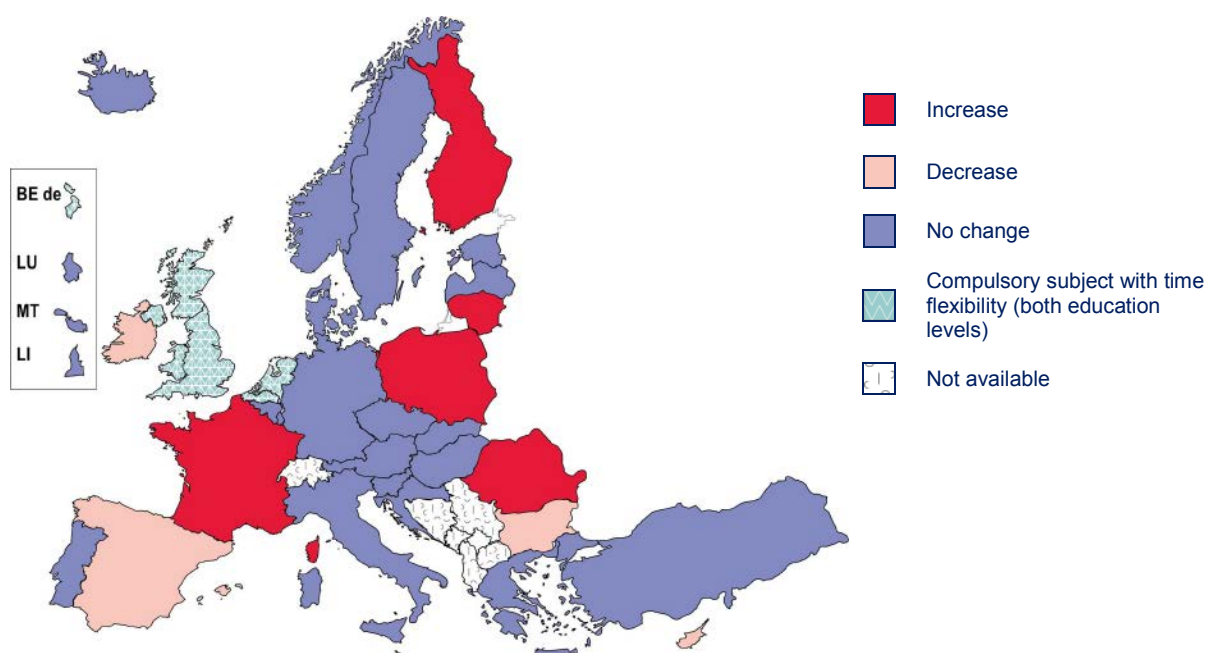 BE de
LU
MT
LI
Increase
Decrease
No change
Compulsory subject with time
flexibility (both education
levels)
Not available